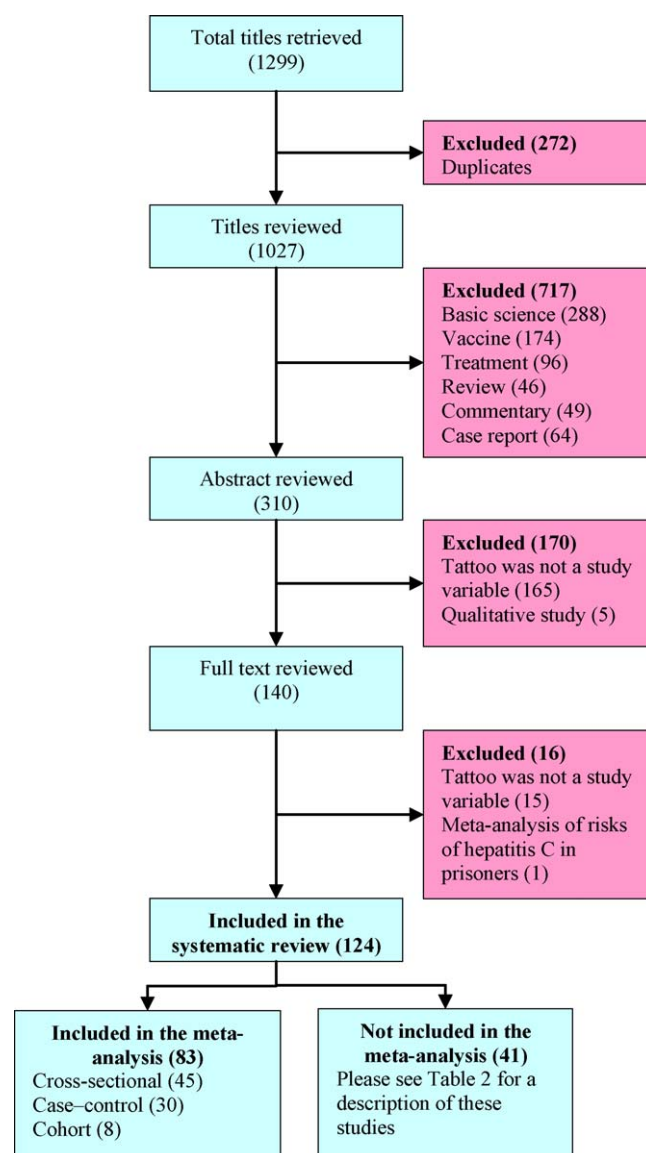 Total titles retrieved
(1299)
Excluded (272)
Duplicates
Titles reviewed
(1027)
Excluded (717)
Basic science (288)
Vaccine (174)
Treatment (96)
Review (46)
Commentary (49)
Case report (64)
Abstract reviewed
(310)
Excluded (170)
Tattoo was not a study
variable (165)
Qualitative study (5)
Full text reviewed
(140)
Excluded (16)
Tattoo was not a study
variable (15)
Meta-analysis of risks
of hepatitis C in
prisoners (1)
Included in the
systematic review (124)
Included in the meta-
analysis (83)
Cross-sectional (45)
Case–control (30)
Cohort (8)
Not included in the
meta-analysis (41)
Please see Table 2 for a
description of these
studies